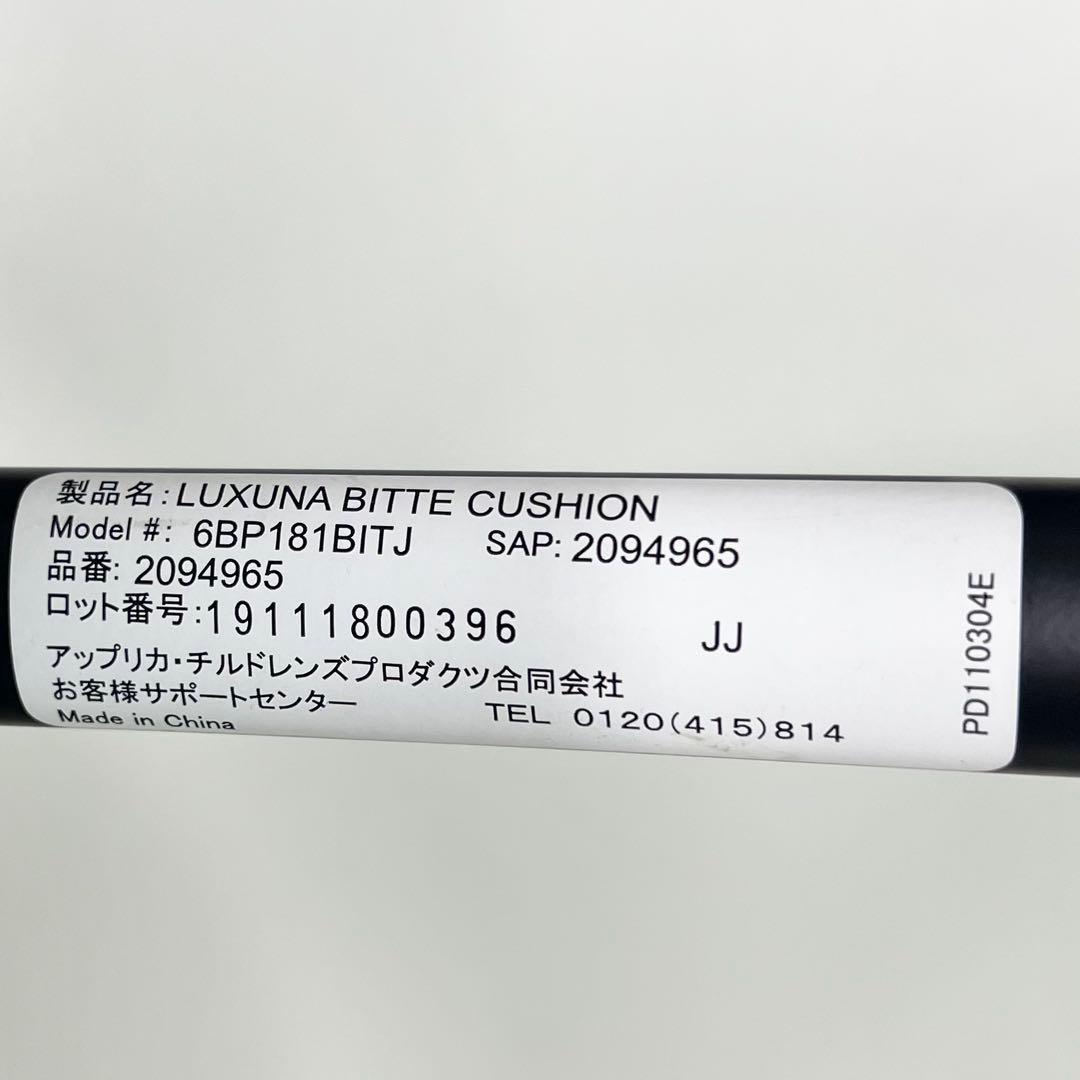 製品名:LUXUNA BITTE CUSHION
Model #: 6BP181BITJ SAP: 2094965
品番: 2094965
ロット番号:19111800396 JJ
アップリカ・チルドレンズプロダクツ合同会社
お客様サポートセンター TEL 0120(415)814
Made in China
PD110304E